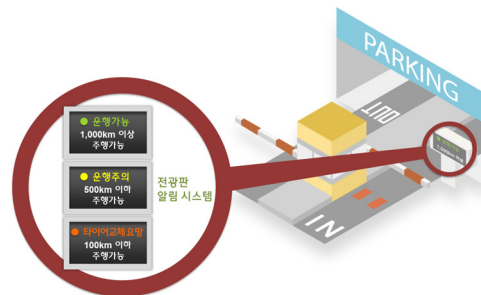 PARKING
OUT
IN
● 운행가능
1,000km 이상
주행가능
● 운행주의
500km 이하
주행가능
● 타이어교체요망
100km 이하
주행가능
전광판
알림 시스템